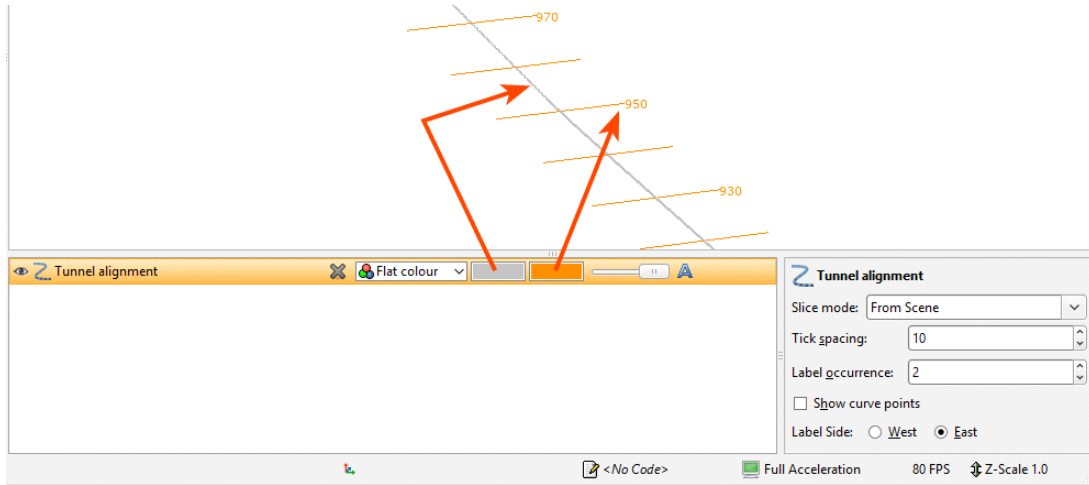 970
950
930
Tunnel alignment
Flat colour
A
Tunnel alignment
Slice mode: From Scene
Tick spacing: 10
Label occurrence: 2
Show curve points
Label Side: West East
<No Code> Full Acceleration 80 FPS Z-Scale 1.0